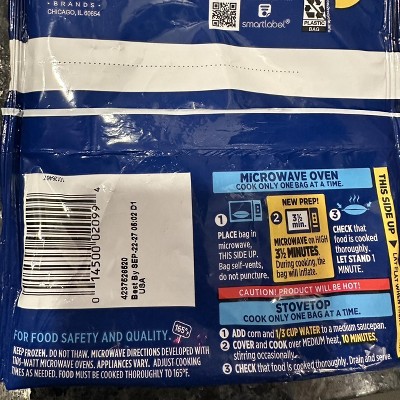 BRANDS
CHICAGO, IL 60654
smartlabel®
PLASTIC
BAG
0 14500 02099 4
4237528620
Best By SEP-22-27 05:02 D1
USA
MICROWAVE OVEN
COOK ONLY ONE BAG AT A TIME.
1
PLACE bag in
microwave,
THIS SIDE UP.
Bag self-vents,
do not puncture.
NEW PREP!
2
3½
min.
MICROWAVE on HIGH
3½ MINUTES.
During cooking, the
bag will inflate.
3
CHECK that
food is cooked
thoroughly.
LET STAND 1
MINUTE.
THIS SIDE UP
CAUTION! PRODUCT WILL BE HOT!
STOVETOP
COOK ONLY ONE BAG AT A TIME.
1 ADD corn and 1/3 CUP WATER to a medium saucepan.
2 COVER and COOK over MEDIUM heat, 10 MINUTES,
stirring occasionally.
3 CHECK that food is cooked thoroughly. Drain and serve.
FOR FOOD SAFETY AND QUALITY
165°F
KEEP FROZEN. DO NOT THAW. MICROWAVE DIRECTIONS DEVELOPED WITH
1100-WATT MICROWAVE OVENS. APPLIANCES VARY. ADJUST COOKING
TIMES AS NEEDED. FOOD MUST BE COOKED THOROUGHLY TO 165°F.